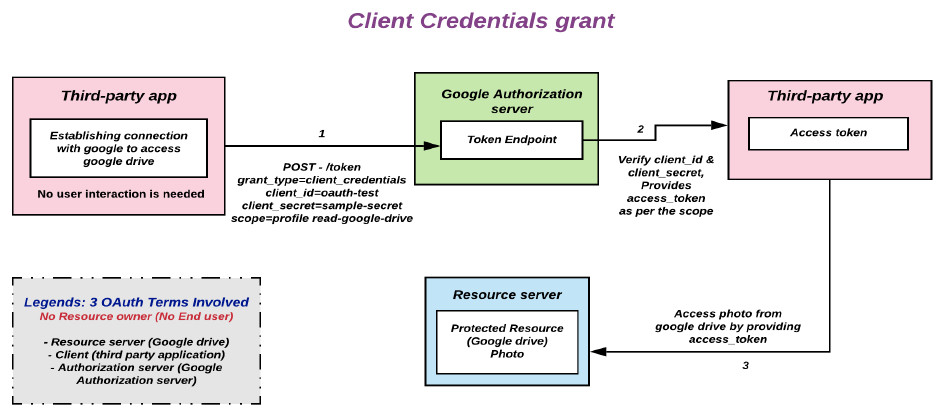 Client Credentials grant
Third-party app
Establishing connection
with google to access
google drive
No user interaction is needed
1
POST - /token
grant_type=client_credentials
client_id=oauth-test
client_secret=sample-secret
scope=profile read-google-drive
Google Authorization
server
Token Endpoint
2
Verify client_id &
client_secret,
Provides
access_token
as per the scope
Third-party app
Access token
Access photo from
google drive by providing
access_token
3
Resource server
Protected Resource
(Google drive)
Photo
Legends: 3 OAuth Terms Involved
No Resource owner (No End user)
- Resource server (Google drive)
- Client (third party application)
- Authorization server (Google
Authorization server)